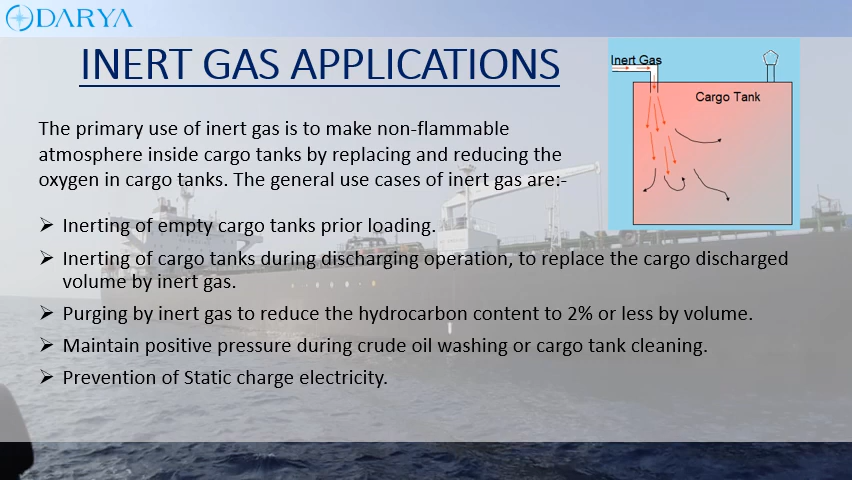 DARYA
INERT GAS APPLICATIONS
Inert Gas
Cargo Tank
The primary use of inert gas is to make non-flammable
atmosphere inside cargo tanks by replacing and reducing the
oxygen in cargo tanks. The general use cases of inert gas are:-
➢ Inerting of empty cargo tanks prior loading.
➢ Inerting of cargo tanks during discharging operation, to replace the cargo discharged
volume by inert gas.
➢ Purging by inert gas to reduce the hydrocarbon content to 2% or less by volume.
➢ Maintain positive pressure during crude oil washing or cargo tank cleaning.
➢ Prevention of Static charge electricity.